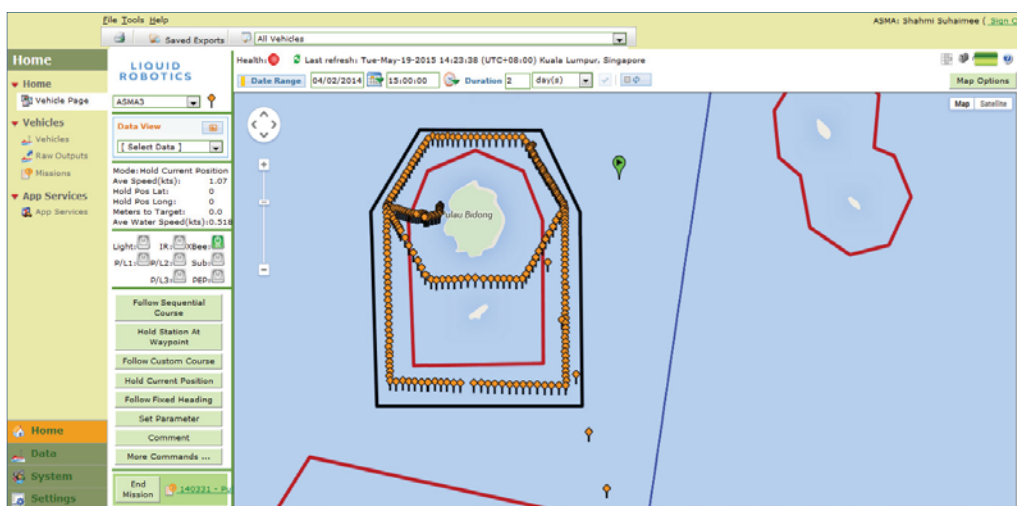 File Tools Help
ASMA: Shahmi Suhaimee ( Sign O
Saved Exports
All Vehicles
Home
Home
Vehicle Page
Vehicles
Vehicles
Raw Outputs
Missions
App Services
App Services
Home
Data
System
Settings
LIQUID
ROBOTICS
Health:
Last refresh: Tue-May-19-2015 14:23:38 (UTC+08:00) Kuala Lumpur, Singapore
Date Range
04/02/2014
15:00:00
Duration
2
day(s)
Map Options
ASMA3
Data View
[ Select Data ]
Mode: Hold Current Position
Ave Speed(kts): 1.07
Hold Pos Lat: 0
Hold Pos Long: 0
Meters to Target: 0.0
Ave Water Speed(kts):0.518
Light: IR: XBee:
P/L1: P/L2: Sub:
P/L3: PEP:
Follow Sequential
Course
Hold Station At
Waypoint
Follow Custom Course
Hold Current Position
Follow Fixed Heading
Set Parameter
Comment
More Commands ...
End
Mission
140331 - Pu
Map
Satellite
ulau Bidong